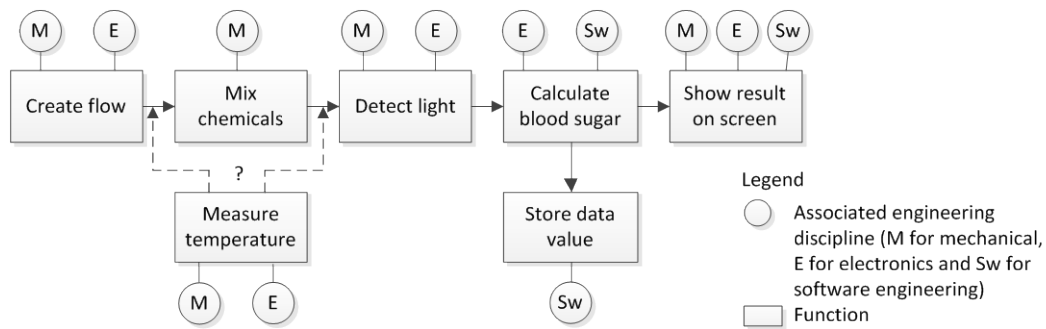 M E M M E E Sw M E Sw
Create flow
Mix
chemicals
Detect light
Calculate
blood sugar
Show result
on screen
?
Measure
temperature
Store data
value
M E Sw
Legend
Associated engineering
discipline (M for mechanical,
E for electronics and Sw for
software engineering)
Function